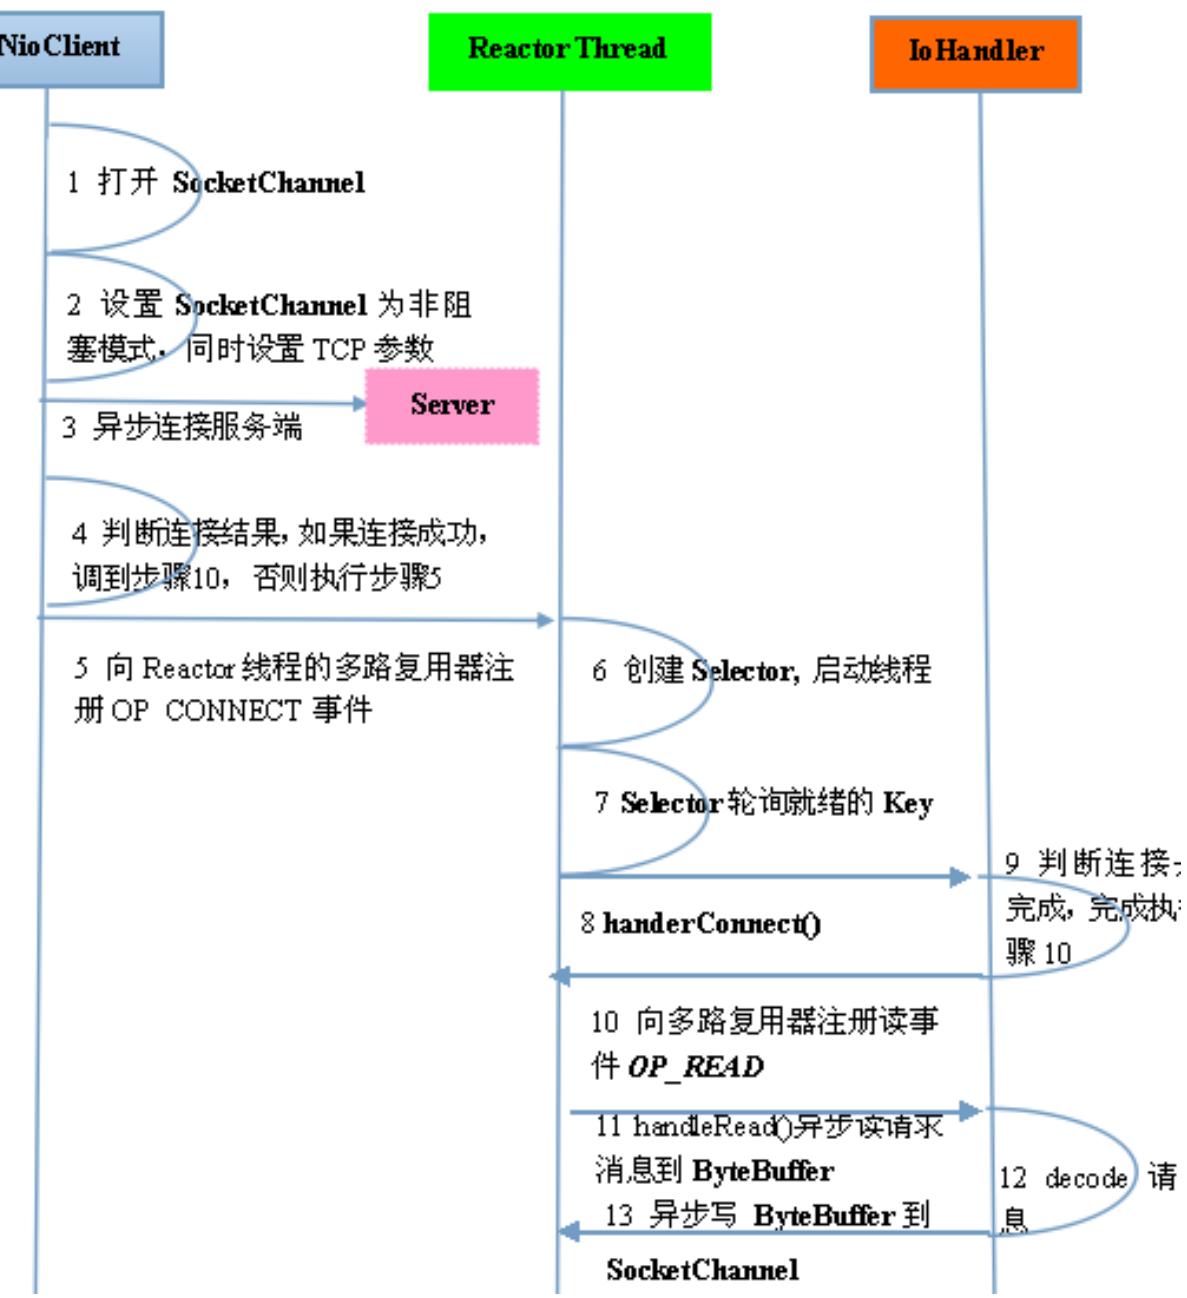 NioClient
Reactor Thread
IoHandler
1 打开 SocketChannel
2 设置 SocketChannel 为非阻
塞模式，同时设置 TCP 参数
Server
3 异步连接服务端
4 判断连接结果，如果连接成功，
调到步骤10，否则执行步骤5
5 向 Reactor 线程的多路复用器注
册 OP_CONNECT 事件
6 创建 Selector, 启动线程
7 Selector 轮询就绪的 Key
8 handerConnect()
9 判断连接
完成，完成执
骤 10
10 向多路复用器注册读事
件 OP_READ
11 handleRead()异步读请求
消息到 ByteBuffer
12 decode 请
息
13 异步写 ByteBuffer 到
SocketChannel